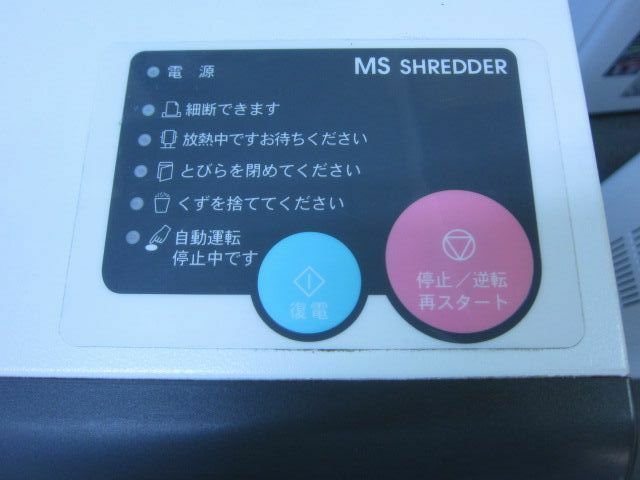 電 源
MS SHREDDER
細断できます
放熱中ですお待ちください
とびらを閉めてください
くずを捨ててください
自動運転
停止中です
復電
停止／逆転
再スタート